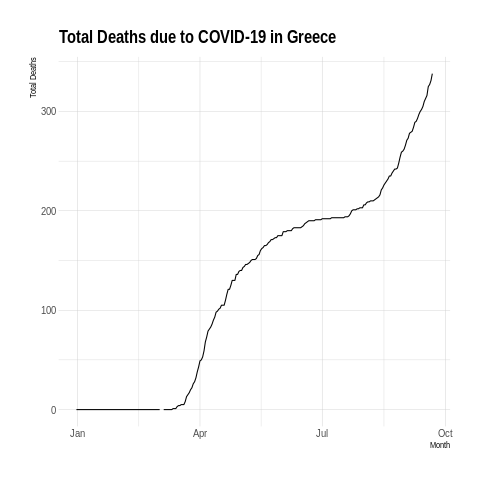 Total Deaths due to COVID-19 in Greece
Total Deaths
300
200
100
0
Jan Apr Jul Oct
Month